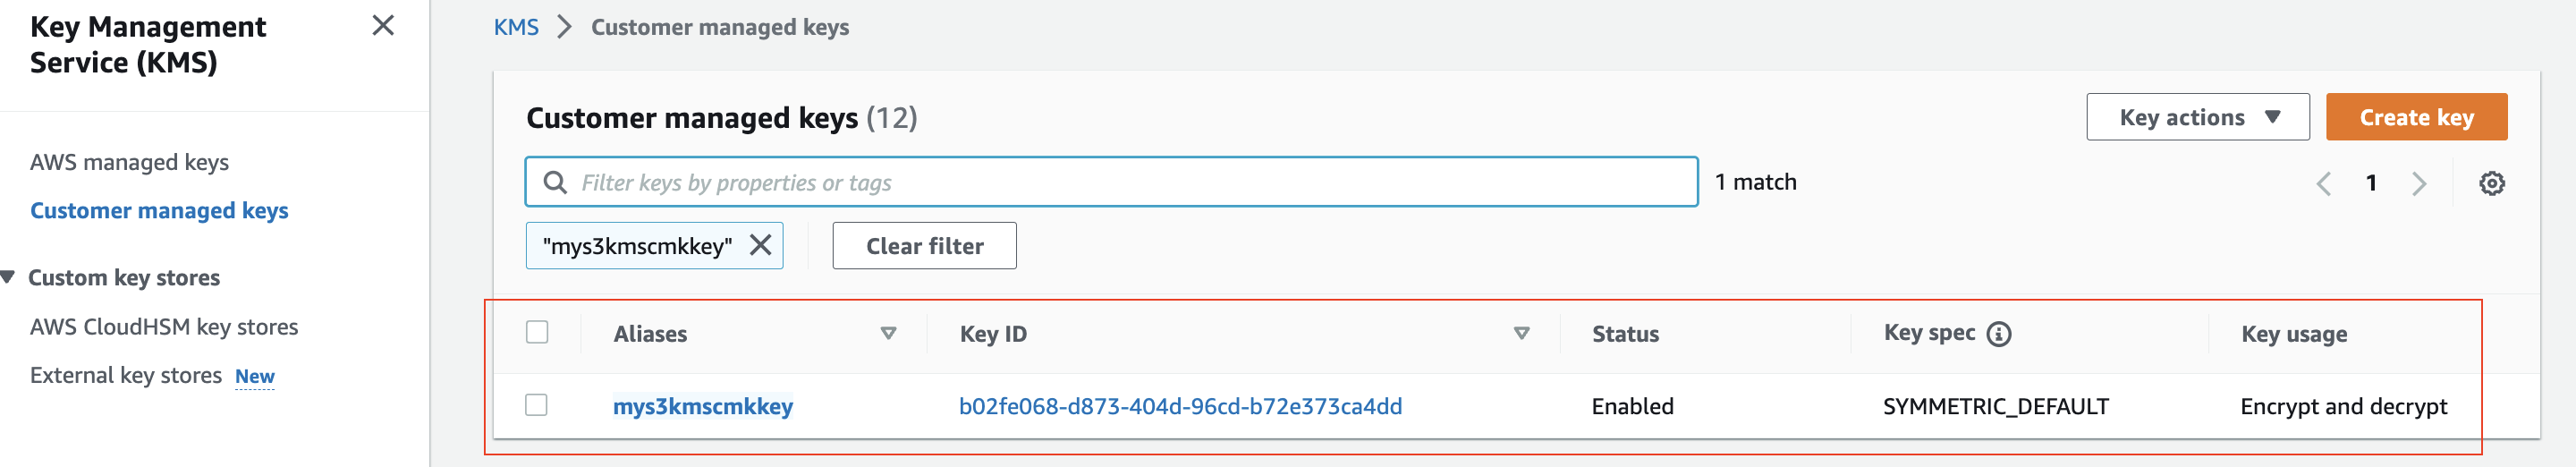 Key Management
Service (KMS)
AWS managed keys
Customer managed keys
Custom key stores
AWS CloudHSM key stores
External key stores New
KMS Customer managed keys
Customer managed keys (12)
Key actions
Create key
Filter keys by properties or tags
1 match
1
"mys3kmscmkkey"
Clear filter
Aliases Key ID Status Key spec Key usage
mys3kmscmkkey b02fe068-d873-404d-96cd-b72e373ca4dd Enabled SYMMETRIC_DEFAULT Encrypt and decrypt